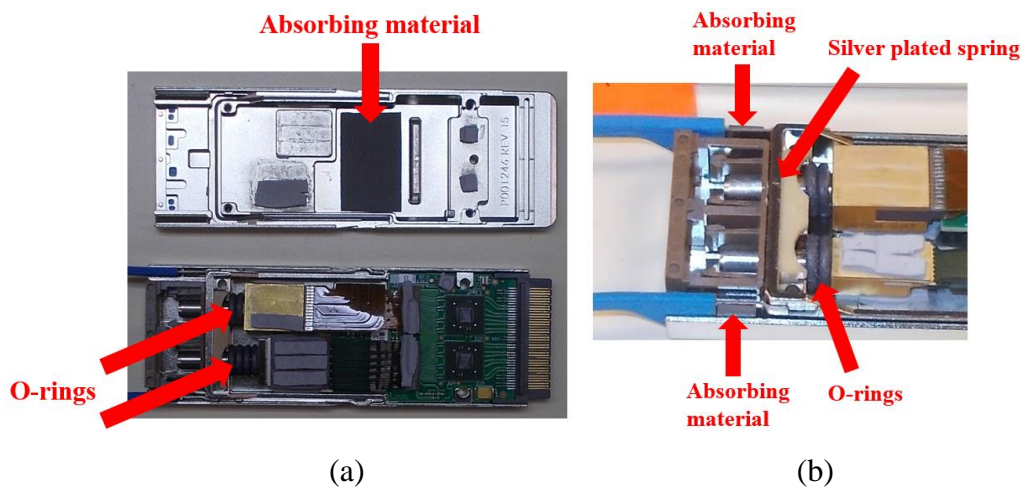 Absorbing material
Absorbing
material
Silver plated spring
P001246 REV 15
O-rings
Absorbing
material
O-rings
(a)
(b)